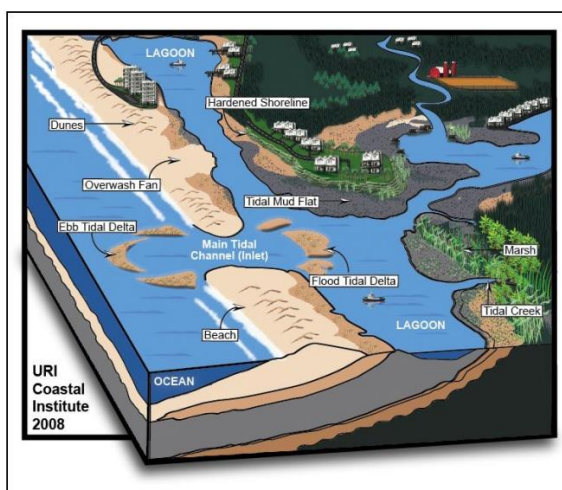 LAGOON
Hardened Shoreline
Dunes
Overwash Fan
Tidal Mud Flat
Ebb Tidal Delta
Main Tidal
Channel (Inlet)
Marsh
Flood Tidal Delta
Tidal Creek
Beach
LAGOON
OCEAN
URI
Coastal
Institute
2008